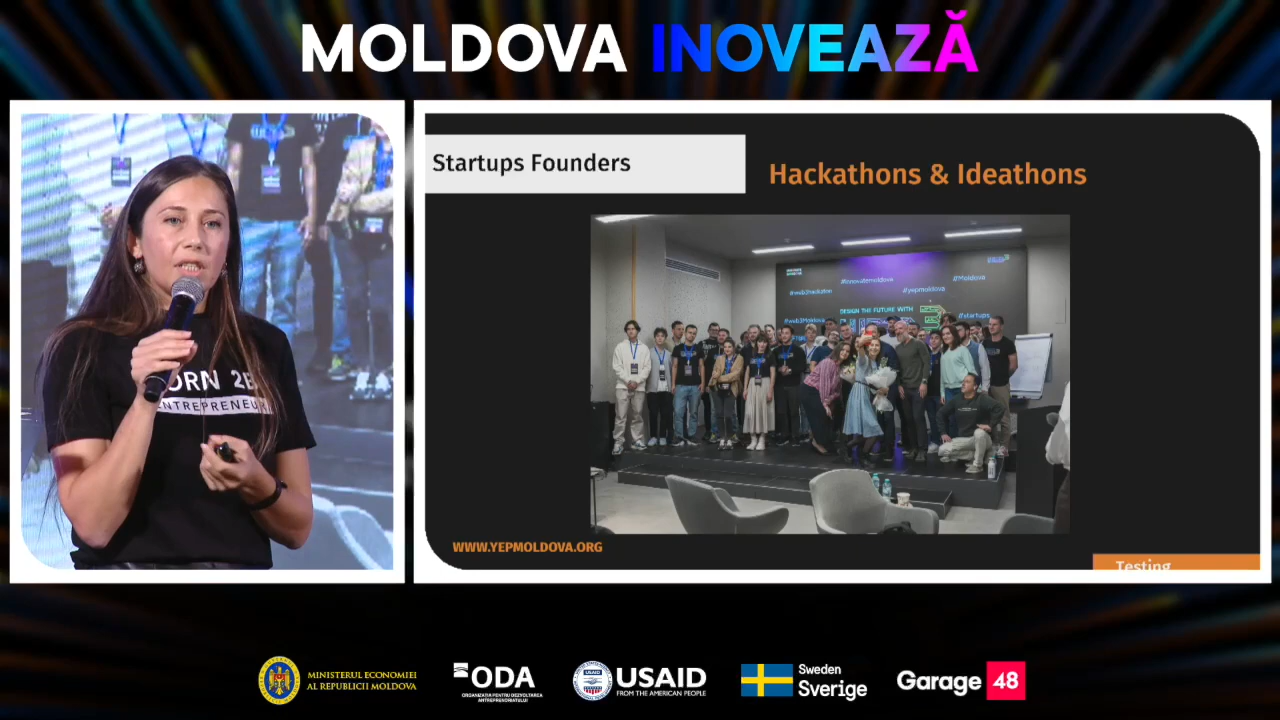 MOLDOVA INOVEAZĂ
ENTREPRENEUR
Startups Founders
Hackathons & Ideathons
#innovatemoldova
#Moldova
#web3hackaton
#yepmoldova
DESIGN THE FUTURE WITH
#web3Moldova
#startups
WWW.YEPMOLDOVA.ORG
Testing
MINISTERUL ECONOMIEI
AL REPUBLICII MOLDOVA
ODA
ORGANIZAȚIA PENTRU DEZVOLTAREA
ANTREPRENORIATULUI
USAID
FROM THE AMERICAN PEOPLE
Sweden
Sverige
Garage 48